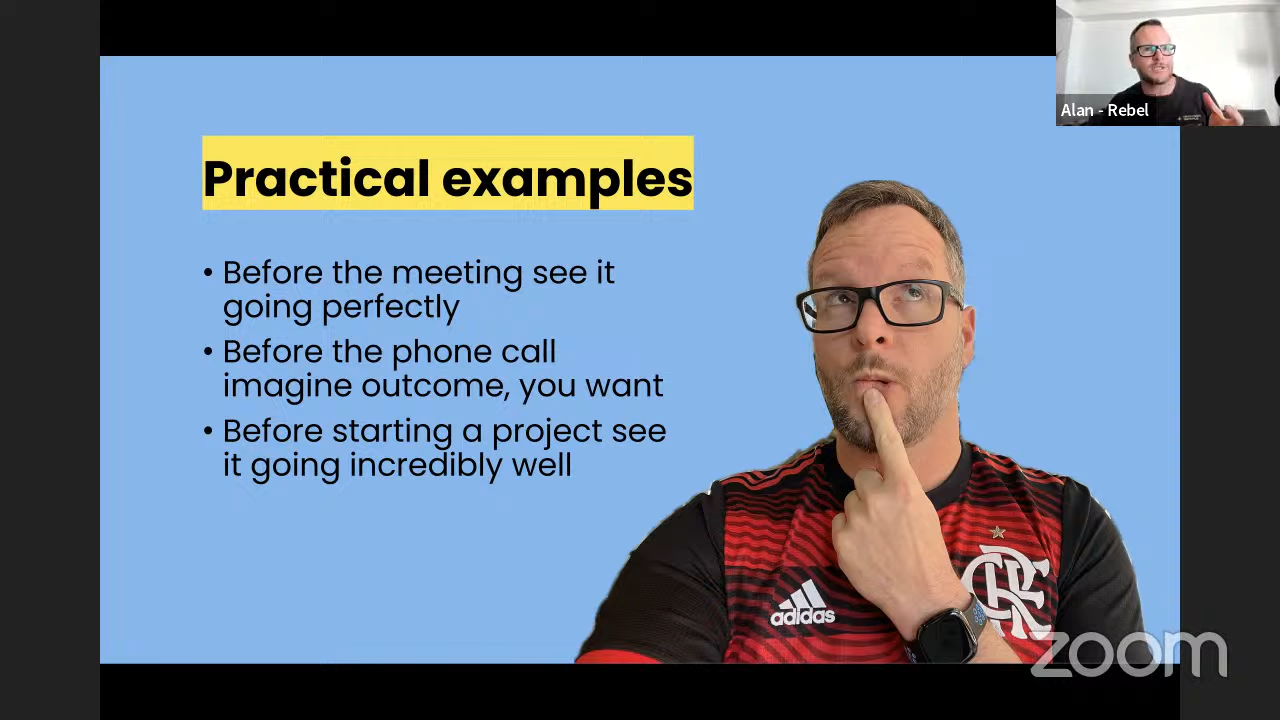 Alan - Rebel
Practical examples
• Before the meeting see it
going perfectly
• Before the phone call
imagine outcome, you want
• Before starting a project see
it going incredibly well
adidas
CRF
zoom